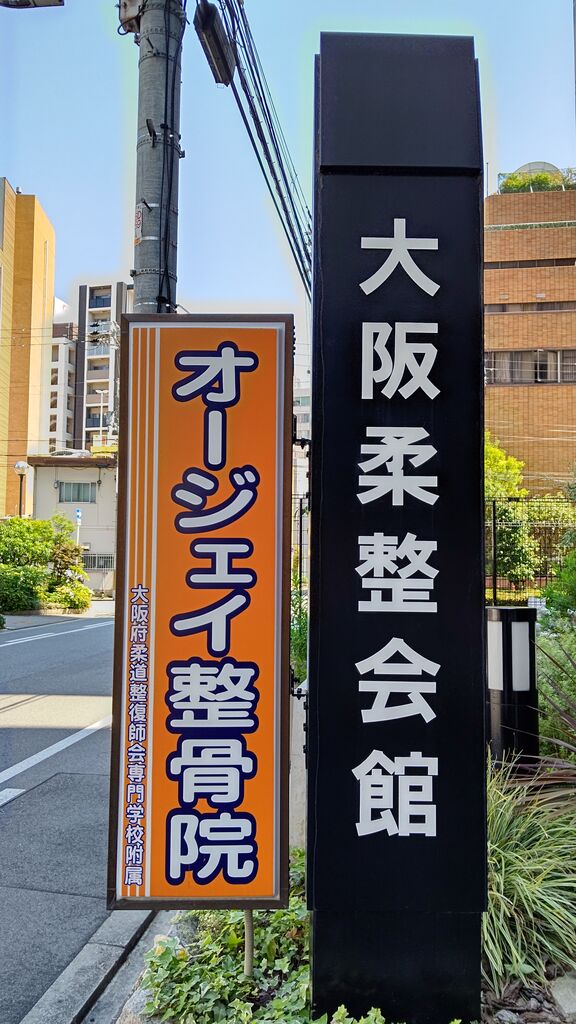 大阪柔整会館
オージェイ整骨院
大阪府柔道整復師会専門学校附属